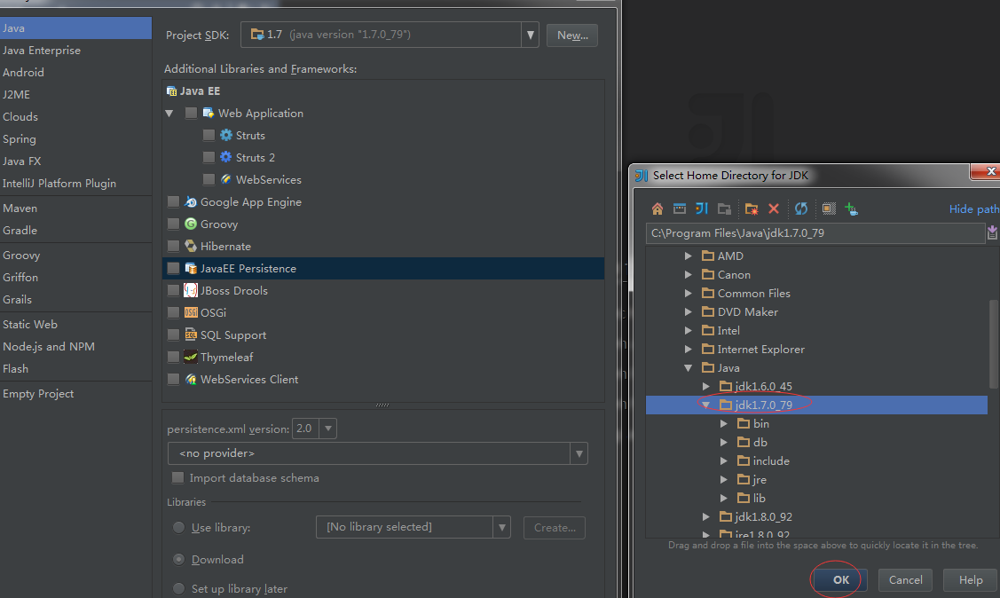 Java
Java Enterprise
Android
J2ME
Clouds
Spring
Java FX
IntelliJ Platform Plugin
Maven
Gradle
Groovy
Griffon
Grails
Static Web
Node.js and NPM
Flash
Empty Project
Project SDK: 1.7 (java version "1.7.0_79") New...
Additional Libraries and Frameworks:
Java EE
Web Application
Struts
Struts 2
WebServices
Google App Engine
Groovy
Hibernate
JavaEE Persistence
JBoss Drools
OSGi
SQL Support
Thymeleaf
WebServices Client
persistence.xml version: 2.0
<no provider>
Import database schema
Libraries
Use library: [No library selected] Create...
Download
Set up library later
Select Home Directory for JDK
Hide path
C:\Program Files\Java\jdk1.7.0_79
AMD
Canon
Common Files
DVD Maker
Intel
Internet Explorer
Java
jdk1.6.0_45
jdk1.7.0_79
bin
db
include
jre
lib
jdk1.8.0_92
jre1.8.0_92
Drag and drop a file into the space above to quickly locate it in the tree.
OK Cancel Help